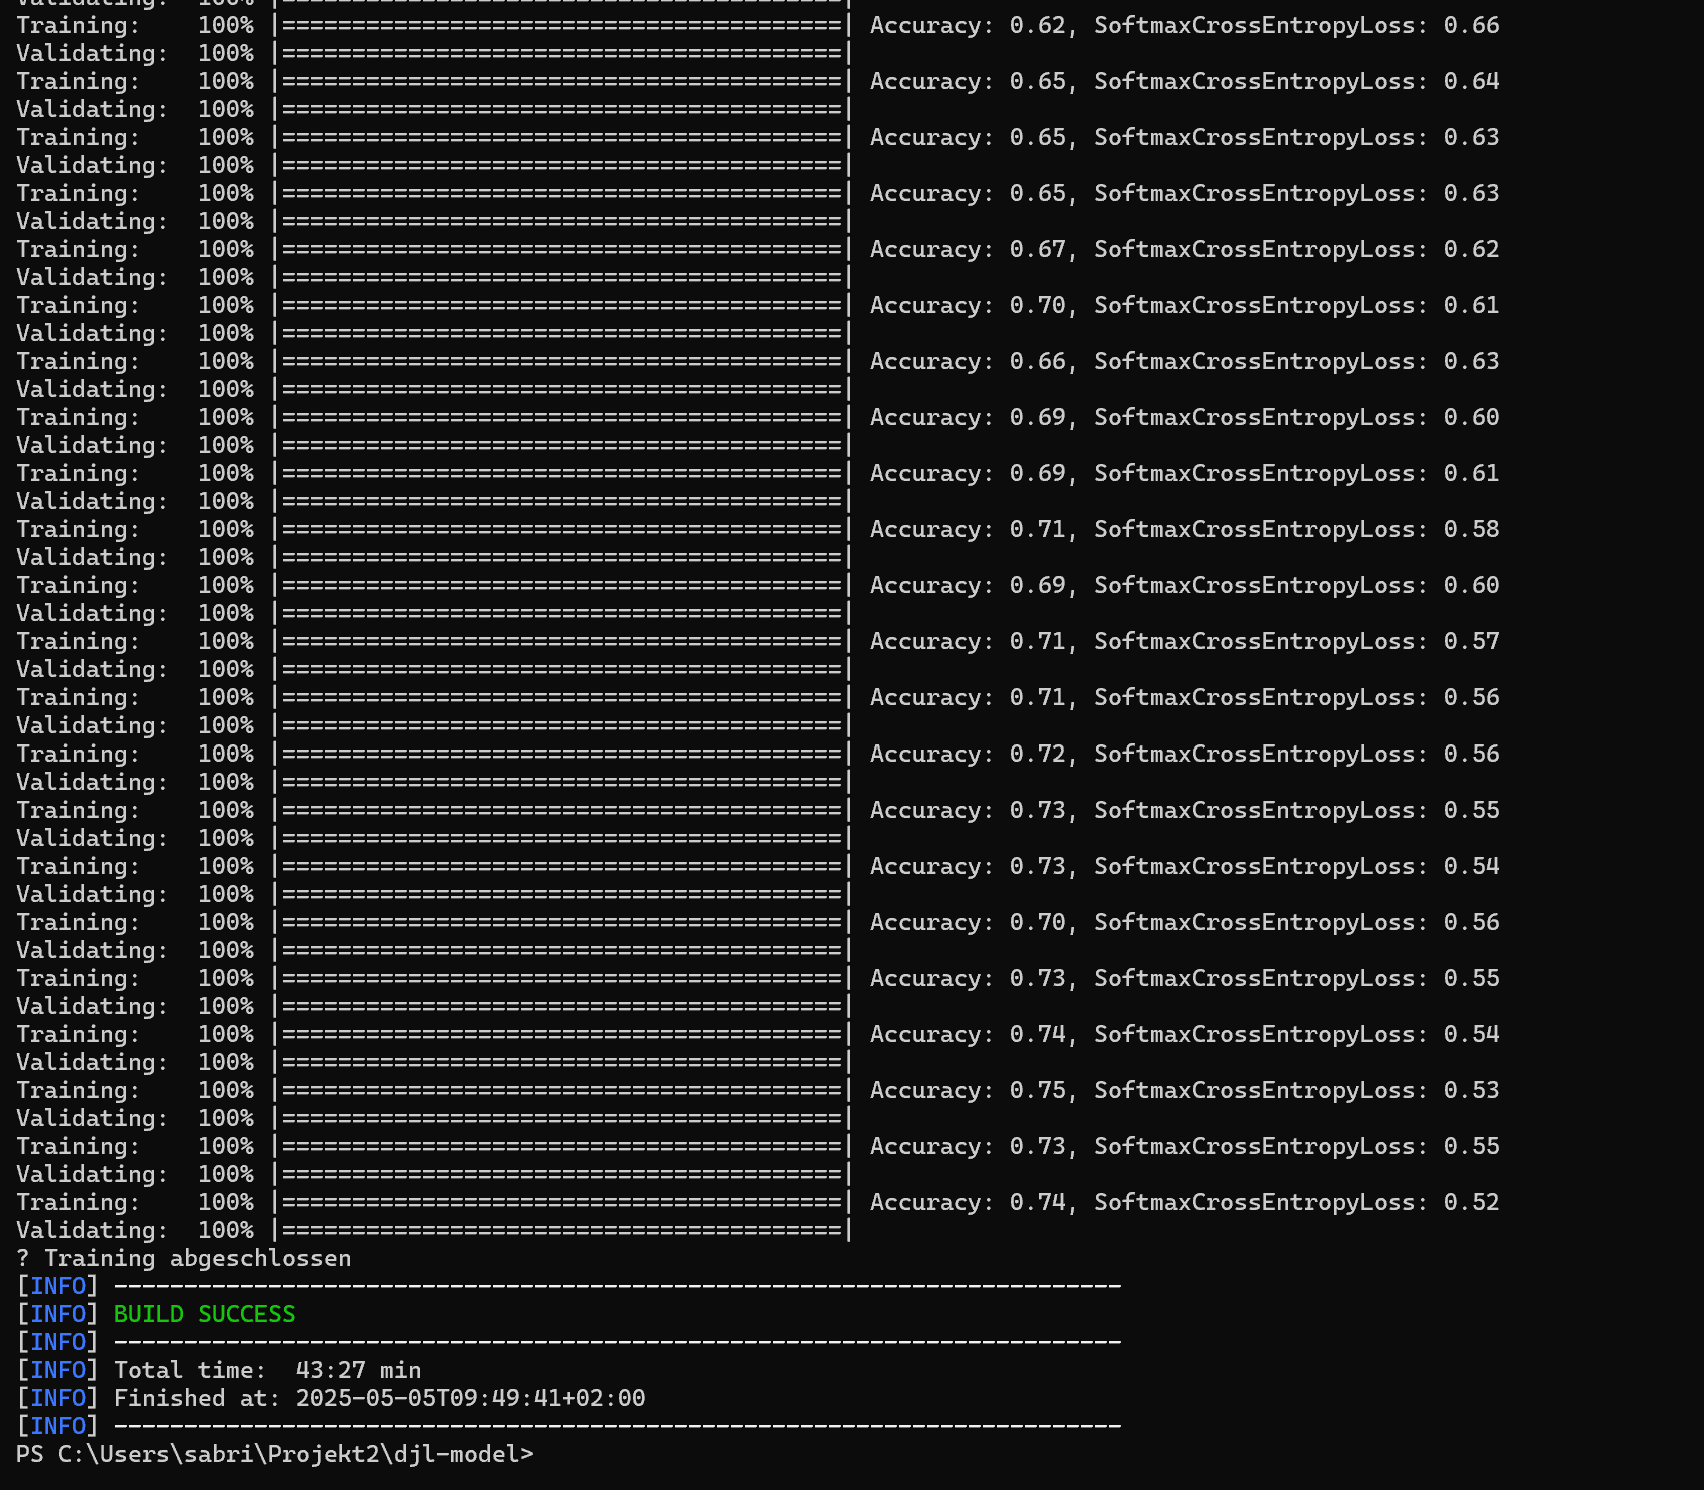 Validating:  100% |========================================|
Training:    100% |========================================| Accuracy: 0.62, SoftmaxCrossEntropyLoss: 0.66
Validating:  100% |========================================|
Training:    100% |========================================| Accuracy: 0.65, SoftmaxCrossEntropyLoss: 0.64
Validating:  100% |========================================|
Training:    100% |========================================| Accuracy: 0.65, SoftmaxCrossEntropyLoss: 0.63
Validating:  100% |========================================|
Training:    100% |========================================| Accuracy: 0.65, SoftmaxCrossEntropyLoss: 0.63
Validating:  100% |========================================|
Training:    100% |========================================| Accuracy: 0.67, SoftmaxCrossEntropyLoss: 0.62
Validating:  100% |========================================|
Training:    100% |========================================| Accuracy: 0.70, SoftmaxCrossEntropyLoss: 0.61
Validating:  100% |========================================|
Training:    100% |========================================| Accuracy: 0.66, SoftmaxCrossEntropyLoss: 0.63
Validating:  100% |========================================|
Training:    100% |========================================| Accuracy: 0.69, SoftmaxCrossEntropyLoss: 0.60
Validating:  100% |========================================|
Training:    100% |========================================| Accuracy: 0.69, SoftmaxCrossEntropyLoss: 0.61
Validating:  100% |========================================|
Training:    100% |========================================| Accuracy: 0.71, SoftmaxCrossEntropyLoss: 0.58
Validating:  100% |========================================|
Training:    100% |========================================| Accuracy: 0.69, SoftmaxCrossEntropyLoss: 0.60
Validating:  100% |========================================|
Training:    100% |========================================| Accuracy: 0.71, SoftmaxCrossEntropyLoss: 0.57
Validating:  100% |========================================|
Training:    100% |========================================| Accuracy: 0.71, SoftmaxCrossEntropyLoss: 0.56
Validating:  100% |========================================|
Training:    100% |========================================| Accuracy: 0.72, SoftmaxCrossEntropyLoss: 0.56
Validating:  100% |========================================|
Training:    100% |========================================| Accuracy: 0.73, SoftmaxCrossEntropyLoss: 0.55
Validating:  100% |========================================|
Training:    100% |========================================| Accuracy: 0.73, SoftmaxCrossEntropyLoss: 0.54
Validating:  100% |========================================|
Training:    100% |========================================| Accuracy: 0.70, SoftmaxCrossEntropyLoss: 0.56
Validating:  100% |========================================|
Training:    100% |========================================| Accuracy: 0.73, SoftmaxCrossEntropyLoss: 0.55
Validating:  100% |========================================|
Training:    100% |========================================| Accuracy: 0.74, SoftmaxCrossEntropyLoss: 0.54
Validating:  100% |========================================|
Training:    100% |========================================| Accuracy: 0.75, SoftmaxCrossEntropyLoss: 0.53
Validating:  100% |========================================|
Training:    100% |========================================| Accuracy: 0.73, SoftmaxCrossEntropyLoss: 0.55
Validating:  100% |========================================|
Training:    100% |========================================| Accuracy: 0.74, SoftmaxCrossEntropyLoss: 0.52
Validating:  100% |========================================|
? Training abgeschlossen
[INFO] ------------------------------------------------------------------------
[INFO] BUILD SUCCESS
[INFO] ------------------------------------------------------------------------
[INFO] Total time:  43:27 min
[INFO] Finished at: 2025-05-05T09:49:41+02:00
[INFO] ------------------------------------------------------------------------
PS C:\Users\sabri\Projekt2\djl-model>